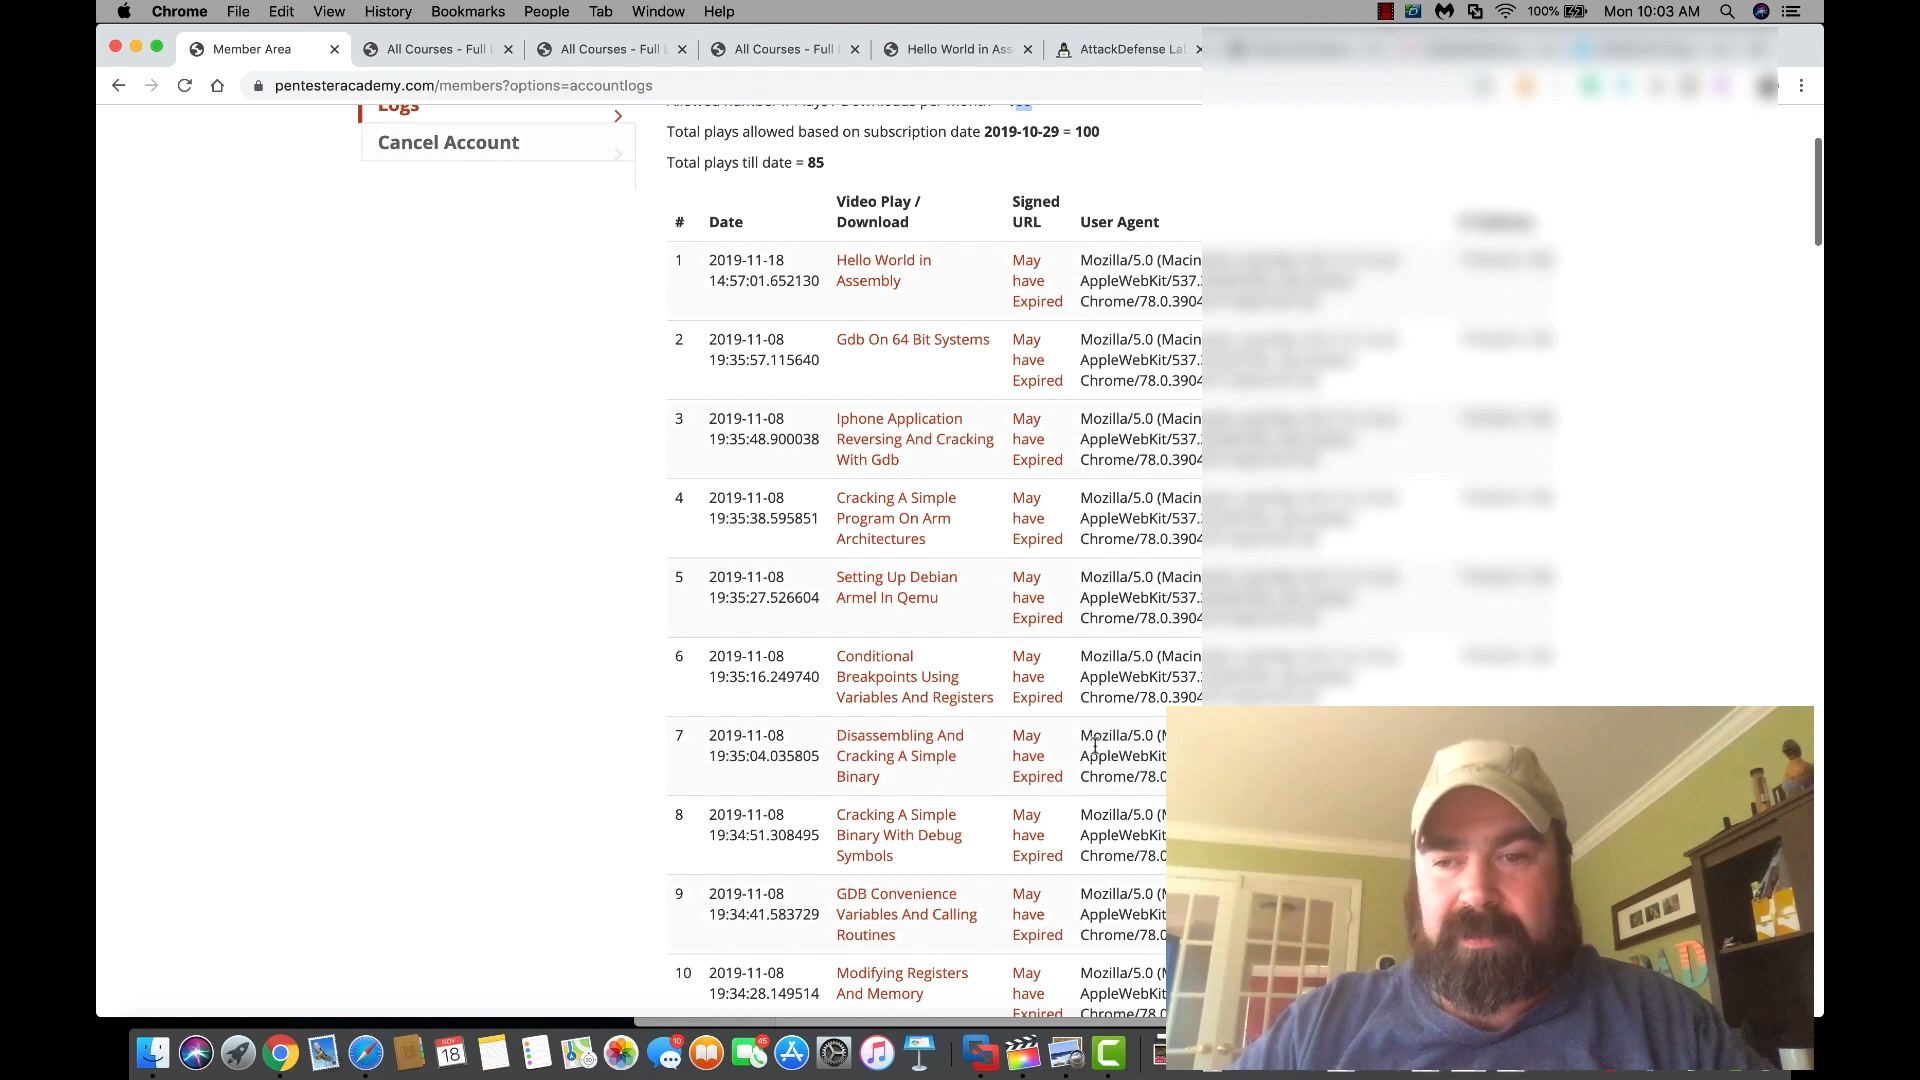 Chrome File Edit View History Bookmarks People Tab Window Help 100% Mon 10:03 AM
Member Area All Courses - Full All Courses - Full All Courses - Full Hello World in Ass AttackDefense La
pentesteracademy.com/members?options=accountlogs
Logs
Cancel Account
Total plays allowed based on subscription date 2019-10-29 = 100
Total plays till date = 85
# Date Video Play / Download Signed URL User Agent
1 2019-11-18 Hello World in May Mozilla/5.0 (Macin
14:57:01.652130 Assembly have AppleWebKit/537.
Expired Chrome/78.0.3904
2 2019-11-08 Gdb On 64 Bit Systems May Mozilla/5.0 (Macin
19:35:57.115640 have AppleWebKit/537.
Expired Chrome/78.0.3904
3 2019-11-08 Iphone Application May Mozilla/5.0 (Macin
19:35:48.900038 Reversing And Cracking have AppleWebKit/537.
With Gdb Expired Chrome/78.0.3904
4 2019-11-08 Cracking A Simple May Mozilla/5.0 (Macin
19:35:38.595851 Program On Arm have AppleWebKit/537.
Architectures Expired Chrome/78.0.3904
5 2019-11-08 Setting Up Debian May Mozilla/5.0 (Macin
19:35:27.526604 Armel In Qemu have AppleWebKit/537.
Expired Chrome/78.0.3904
6 2019-11-08 Conditional May Mozilla/5.0 (Macin
19:35:16.249740 Breakpoints Using have AppleWebKit/537.
Variables And Registers Expired Chrome/78.0.3904
7 2019-11-08 Disassembling And May Mozilla/5.0 (
19:35:04.035805 Cracking A Simple have AppleWebKit
Binary Expired Chrome/78.0
8 2019-11-08 Cracking A Simple May Mozilla/5.0 (
19:34:51.308495 Binary With Debug have AppleWebKit
Symbols Expired Chrome/78.0
9 2019-11-08 GDB Convenience May Mozilla/5.0 (
19:34:41.583729 Variables And Calling have AppleWebKit
Routines Expired Chrome/78.0
10 2019-11-08 Modifying Registers May Mozilla/5.0 (
19:34:28.149514 And Memory have AppleWebKit
Expired Chrome/78.0
DAD
NOV
18
10
45